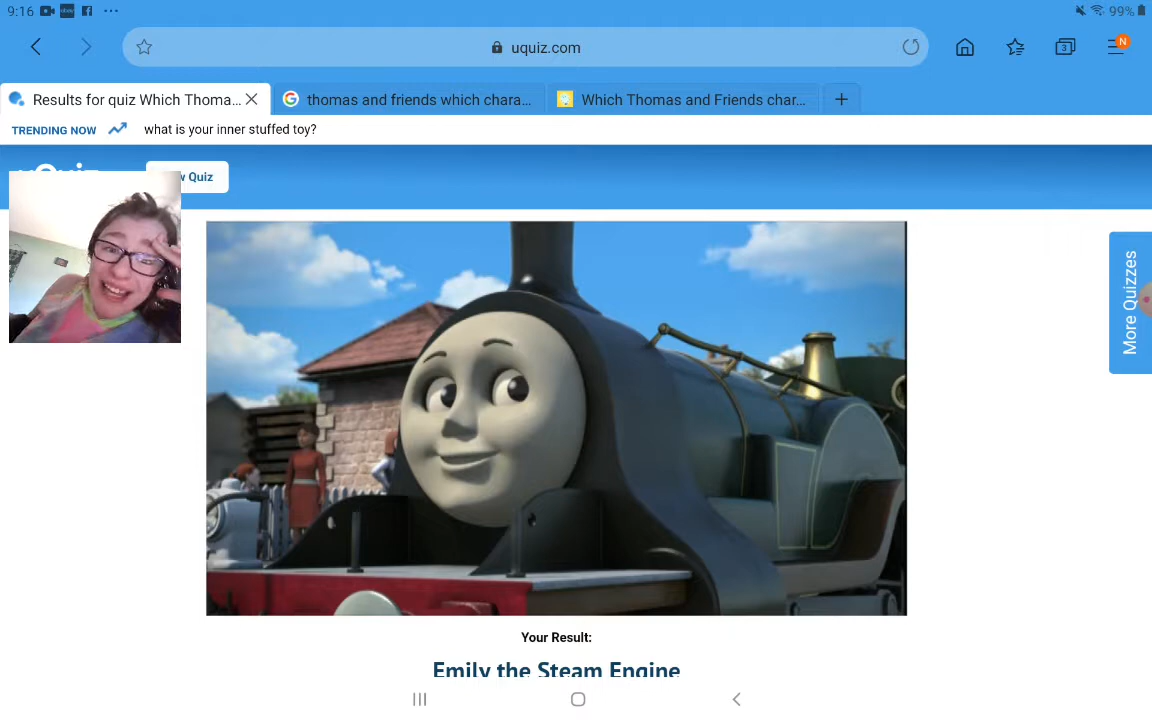 9:16
99%
uquiz.com
3
N
Results for quiz Which Thoma...
thomas and friends which chara...
Which Thomas and Friends char...
TRENDING NOW
what is your inner stuffed toy?
Quiz
More Quizzes
Your Result:
Emily the Steam Engine